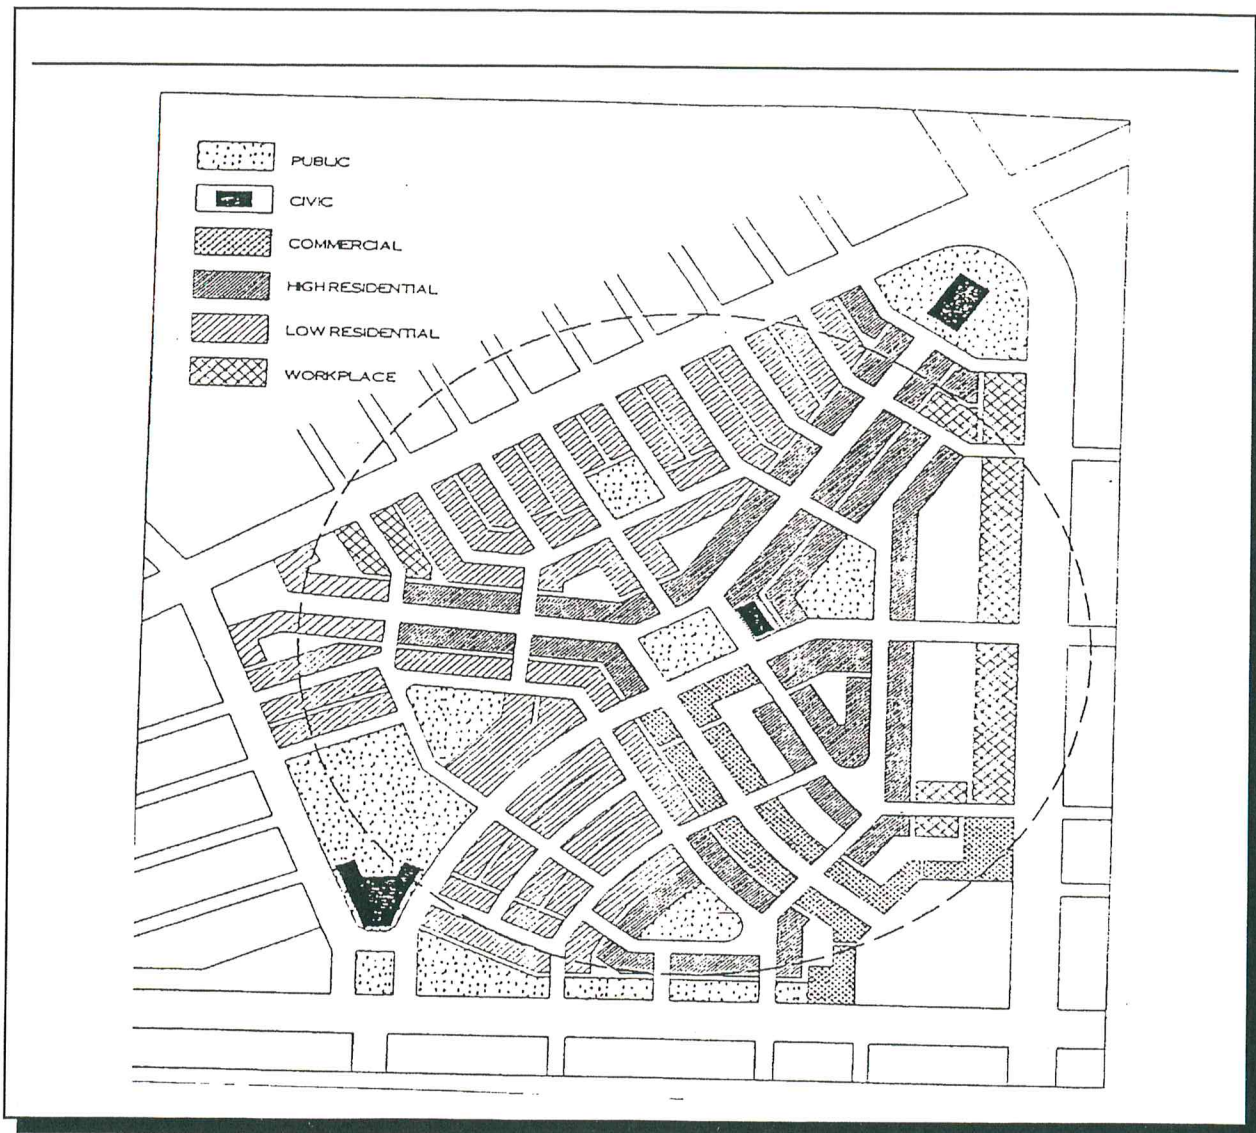 PUBLIC
CIVIC
COMMERCIAL
HIGH RESIDENTIAL
LOW RESIDENTIAL
WORKPLACE